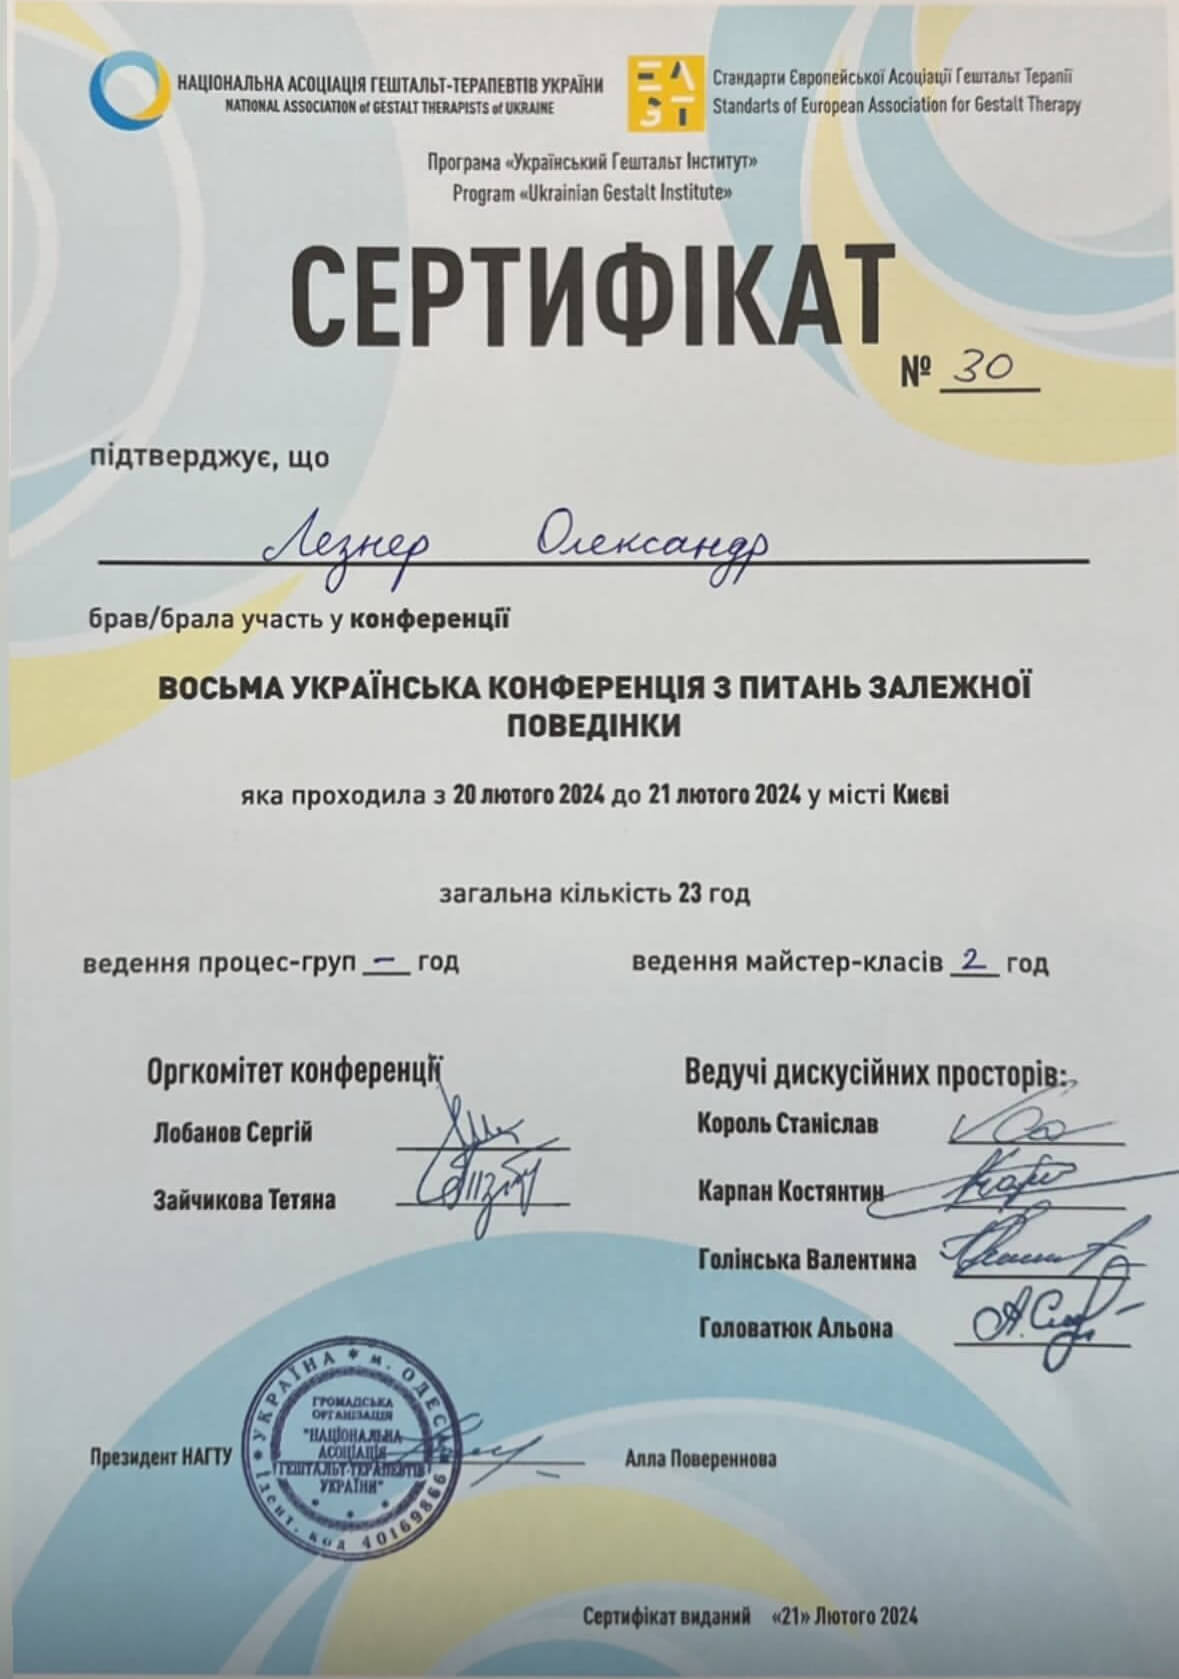 НАЦІОНАЛЬНА АСОЦІАЦІЯ ГЕШТАЛЬТ-ТЕРАПЕВТІВ УКРАЇНИ
NATIONAL ASSOCIATION of GESTALT THERAPISTS of UKRAINE
EAGT
Стандарти Європейської Асоціації Гештальт Терапії
Standarts of European Association for Gestalt Therapy
Програма «Український Гештальт Інститут»
Program «Ukrainian Gestalt Institute»
СЕРТИФІКАТ
№ 30
підтверджує, що
Лезнер Олександр
брав/брала участь у конференції
ВОСЬМА УКРАЇНСЬКА КОНФЕРЕНЦІЯ З ПИТАНЬ ЗАЛЕЖНОЇ
ПОВЕДІНКИ
яка проходила з 20 лютого 2024 до 21 лютого 2024 у місті Києві
загальна кількість 23 год
ведення процес-груп – год
ведення майстер-класів 2 год
Оргкомітет конференції
Лобанов Сергій
Зайчикова Тетяна
Ведучі дискусійних просторів:
Король Станіслав
Карпан Костянтин
Голінська Валентина
Головатюк Альона
Президент НАГТУ
УКРАЇНА * м. ОДЕСА
ГРОМАДСЬКА
ОРГАНІЗАЦІЯ
"НАЦІОНАЛЬНА
АСОЦІАЦІЯ
ГЕШТАЛЬТ-ТЕРАПЕВТІВ
УКРАЇНИ"
Ідент. код 40169866
Алла Повереннова
Сертифікат виданий «21» Лютого 2024